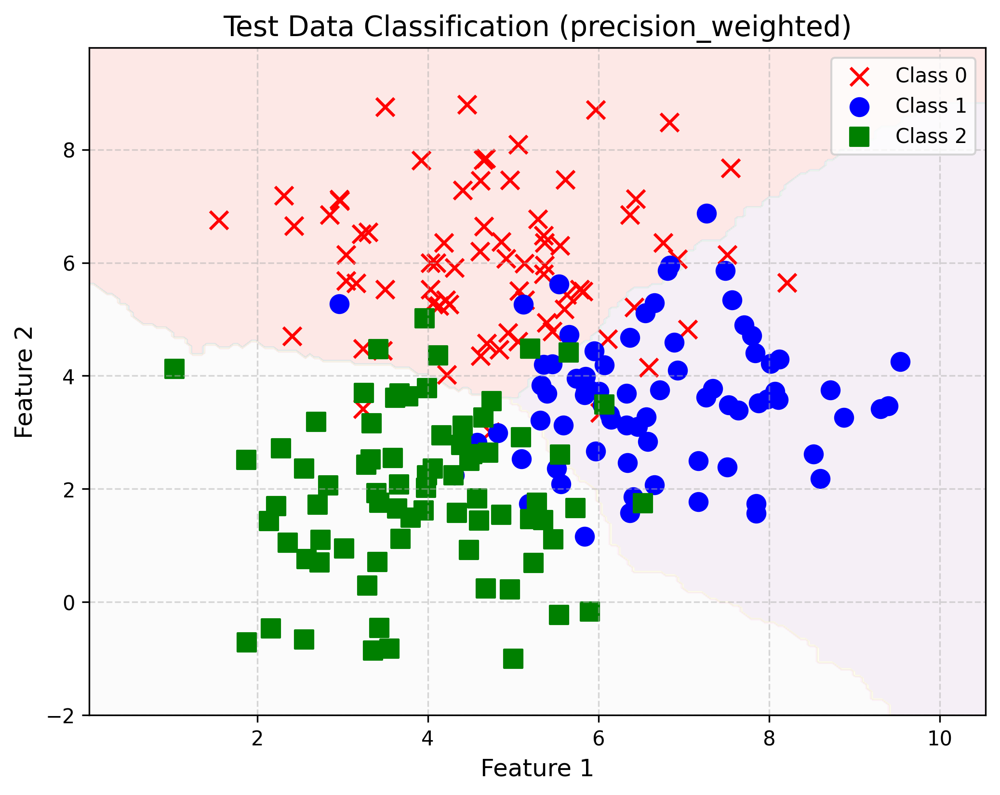 Test Data Classification (precision_weighted)
Class 0
Class 1
Class 2
8
6
4
2
0
−2
2
4
6
8
10
Feature 1
Feature 2